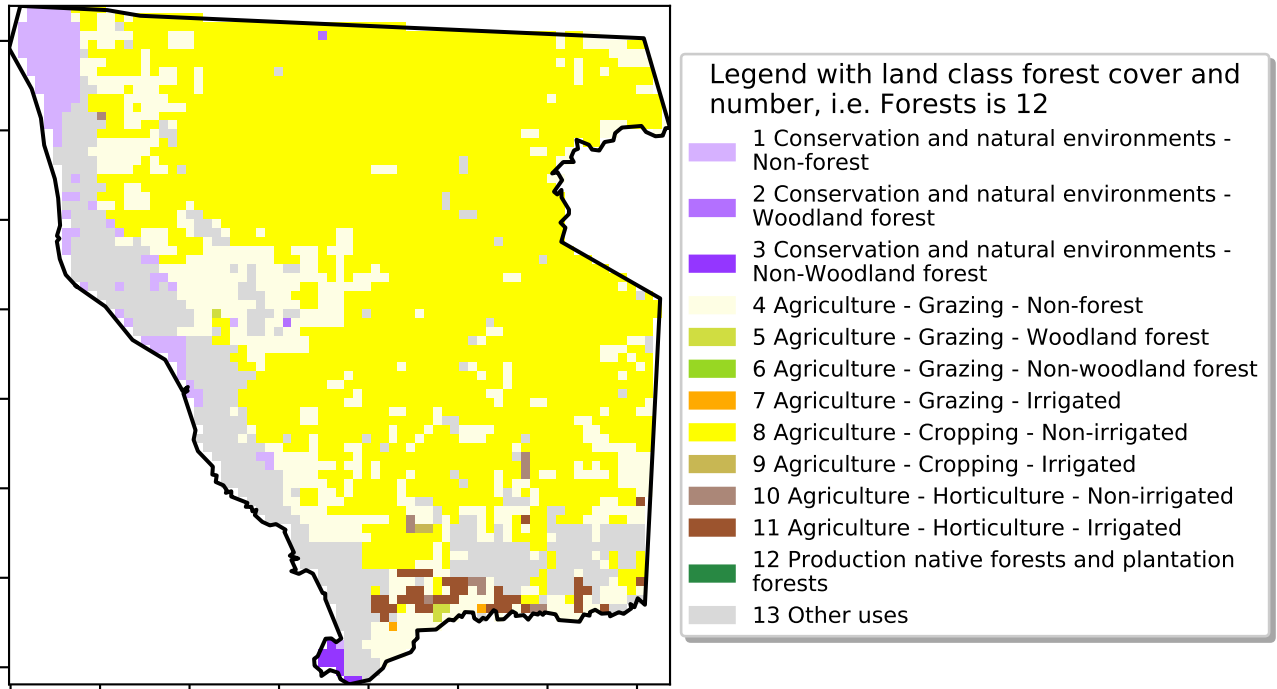 Legend with land class forest cover and
number, i.e. Forests is 12
1 Conservation and natural environments -
Non-forest
2 Conservation and natural environments -
Woodland forest
3 Conservation and natural environments -
Non-Woodland forest
4 Agriculture - Grazing - Non-forest
5 Agriculture - Grazing - Woodland forest
6 Agriculture - Grazing - Non-woodland forest
7 Agriculture - Grazing - Irrigated
8 Agriculture - Cropping - Non-irrigated
9 Agriculture - Cropping - Irrigated
10 Agriculture - Horticulture - Non-irrigated
11 Agriculture - Horticulture - Irrigated
12 Production native forests and plantation
forests
13 Other uses